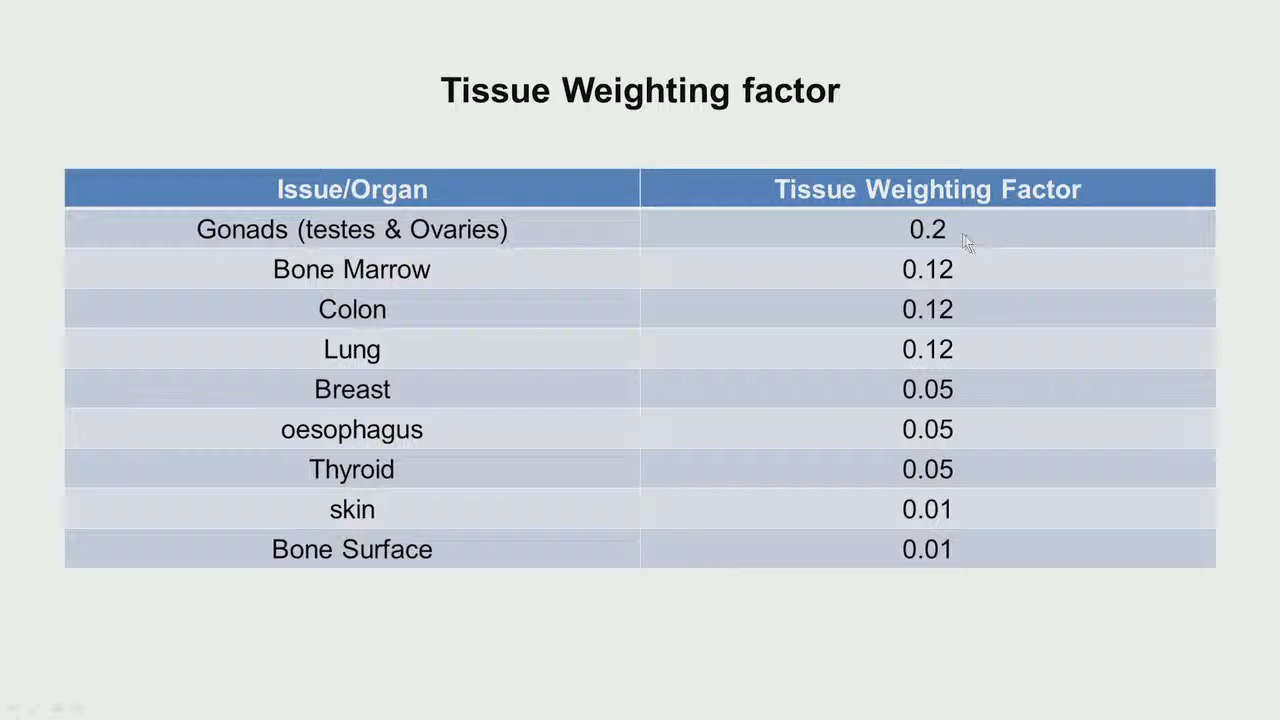 Tissue Weighting factor
Issue/Organ Tissue Weighting Factor
Gonads (testes & Ovaries) 0.2
Bone Marrow 0.12
Colon 0.12
Lung 0.12
Breast 0.05
oesophagus 0.05
Thyroid 0.05
skin 0.01
Bone Surface 0.01